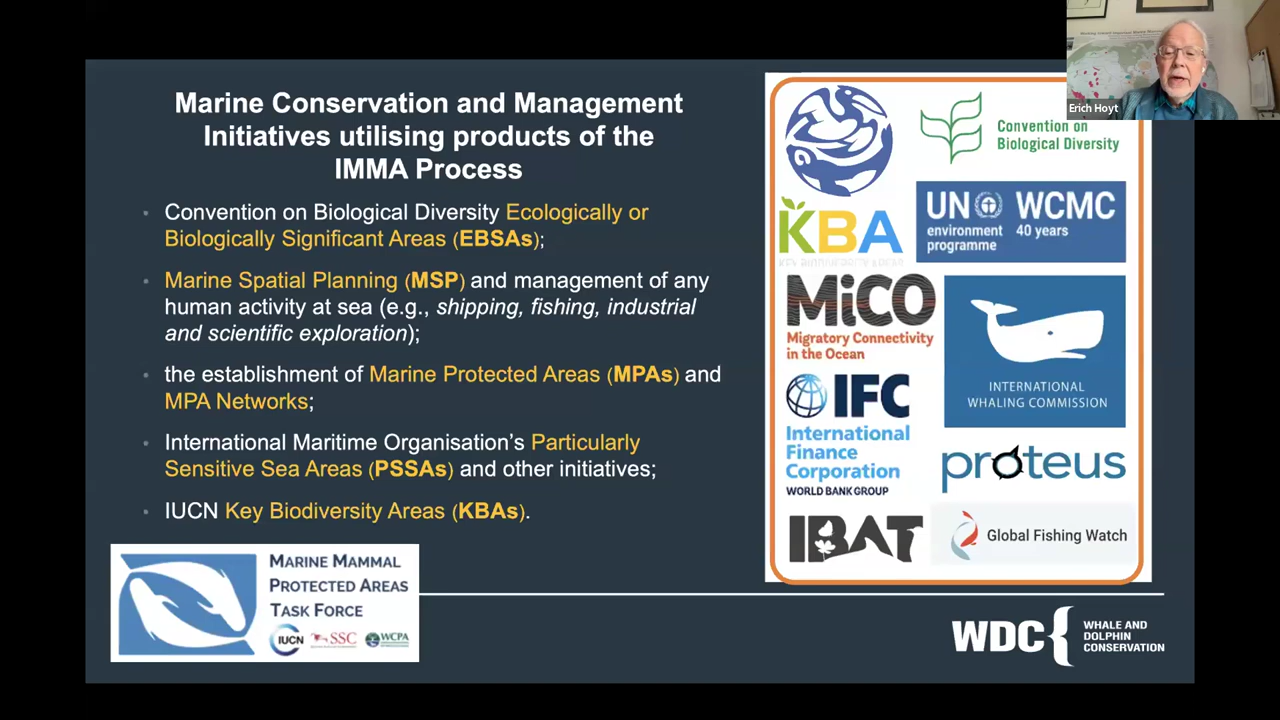 Marine Conservation and Management
Initiatives utilising products of the
IMMA Process
Convention on Biological Diversity Ecologically or
Biologically Significant Areas (EBSAs);
Marine Spatial Planning (MSP) and management of any
human activity at sea (e.g., shipping, fishing, industrial
and scientific exploration);
the establishment of Marine Protected Areas (MPAs) and
MPA Networks;
International Maritime Organisation's Particularly
Sensitive Sea Areas (PSSAs) and other initiatives;
IUCN Key Biodiversity Areas (KBAs).
MARINE MAMMAL
PROTECTED AREAS
TASK FORCE
IUCN SSC WCPA
Convention on
Biological Diversity
KBA
KEY BIODIVERSITY AREAS
UN WCMC
environment
programme
40 years
MiCO
Migratory Connectivity
in the Ocean
INTERNATIONAL
WHALING COMMISSION
IFC
International
Finance
Corporation
WORLD BANK GROUP
proteus
IBAT
Global Fishing Watch
WDC
WHALE AND
DOLPHIN
CONSERVATION
Erich Hoyt